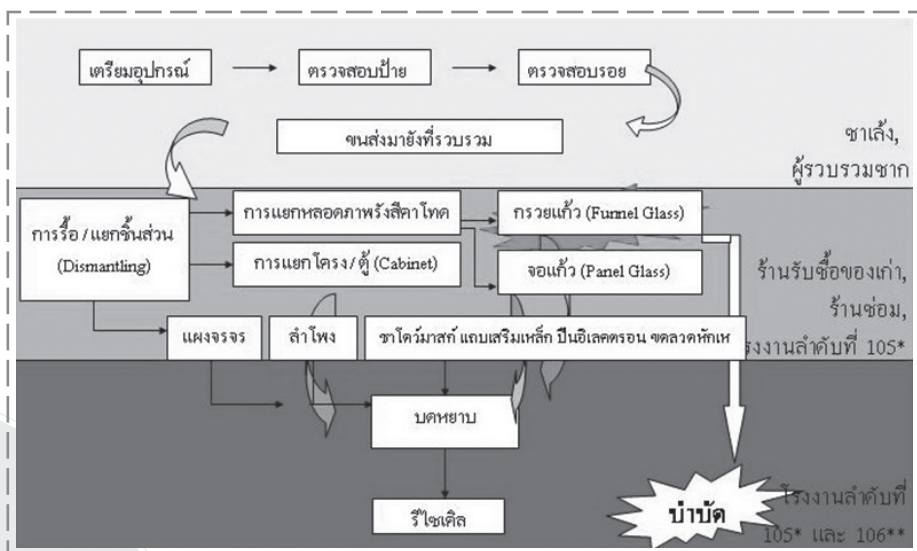 เตรียมอุปกรณ์
ตรวจสอบป้าย
ตรวจสอบรอย
ขนส่งมายังที่รวบรวม
ซาเล้ง,
ผู้รวบรวมซาก
การรื้อ/แยกชิ้นส่วน
(Dismantling)
การแยกหลอดภาพรังสีคาโทด
กรวยแก้ว (Funnel Glass)
การแยกโครง/ตู้ (Cabinet)
จอแก้ว (Panel Glass)
ร้านรับซื้อของเก่า,
ร้านซ่อม,
รงงานลำดับที่ 105*
แผงจรจร
ลำโพง
ชาโดว์มาสก์ แถบเสริมเหล็ก ปืนอิเลคตรอน ขดลวดหักเห
บดหยาบ
รีไซเคิล
บำบัด
โรงงานลำดับที่
105* และ 106**